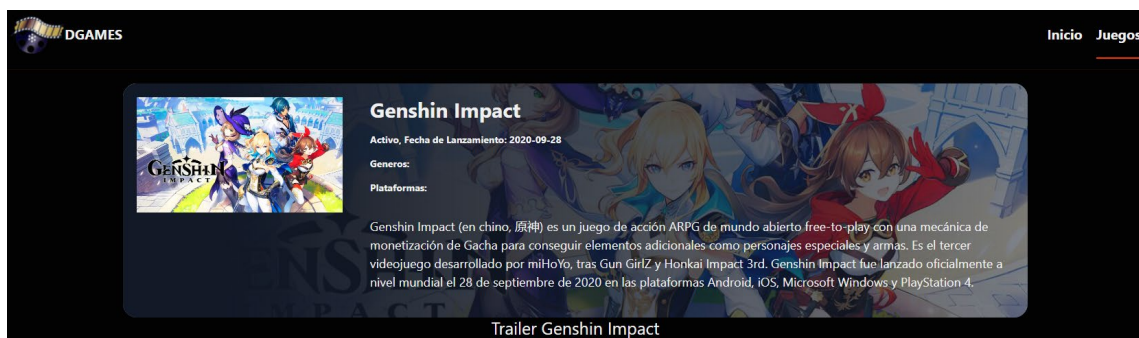 DGAMES
Inicio Juegos
GENSHIN
IMPACT
Genshin Impact
Activo, Fecha de Lanzamiento: 2020-09-28
Generos:
Plataformas:
Genshin Impact (en chino, 原神) es un juego de acción ARPG de mundo abierto free-to-play con una mecánica de
monetización de Gacha para conseguir elementos adicionales como personajes especiales y armas. Es el tercer
videojuego desarrollado por miHoYo, tras Gun GirlZ y Honkai Impact 3rd. Genshin Impact fue lanzado oficialmente a
nivel mundial el 28 de septiembre de 2020 en las plataformas Android, iOS, Microsoft Windows y PlayStation 4.
Trailer Genshin Impact